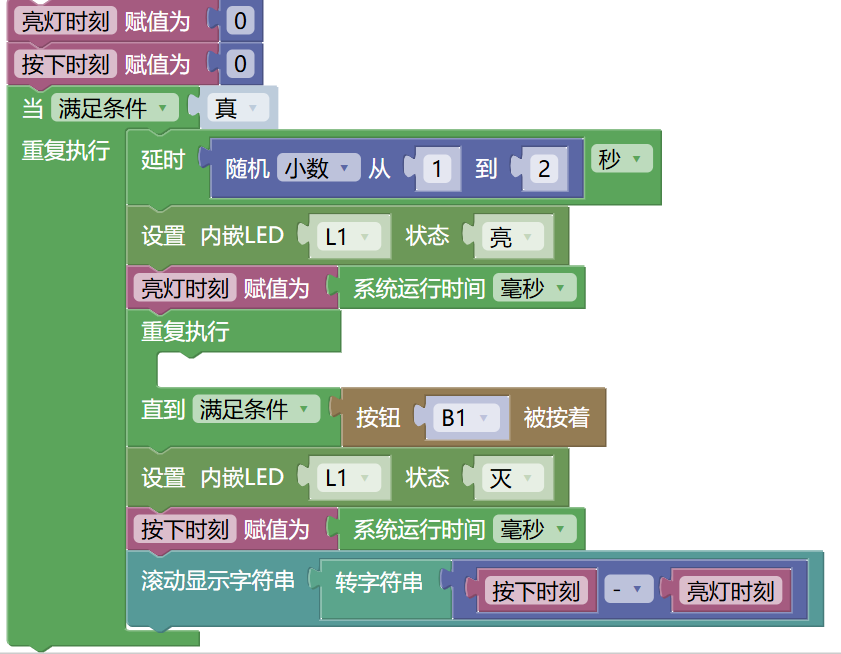 亮灯时刻 赋值为 0
按下时刻 赋值为 0
当 满足条件 真
重复执行
延时 随机 小数 从 1 到 2 秒
设置 内嵌LED L1 状态 亮
亮灯时刻 赋值为 系统运行时间 毫秒
重复执行
直到 满足条件 按钮 B1 被按着
设置 内嵌LED L1 状态 灭
按下时刻 赋值为 系统运行时间 毫秒
滚动显示字符串 转字符串 按下时刻 - 亮灯时刻